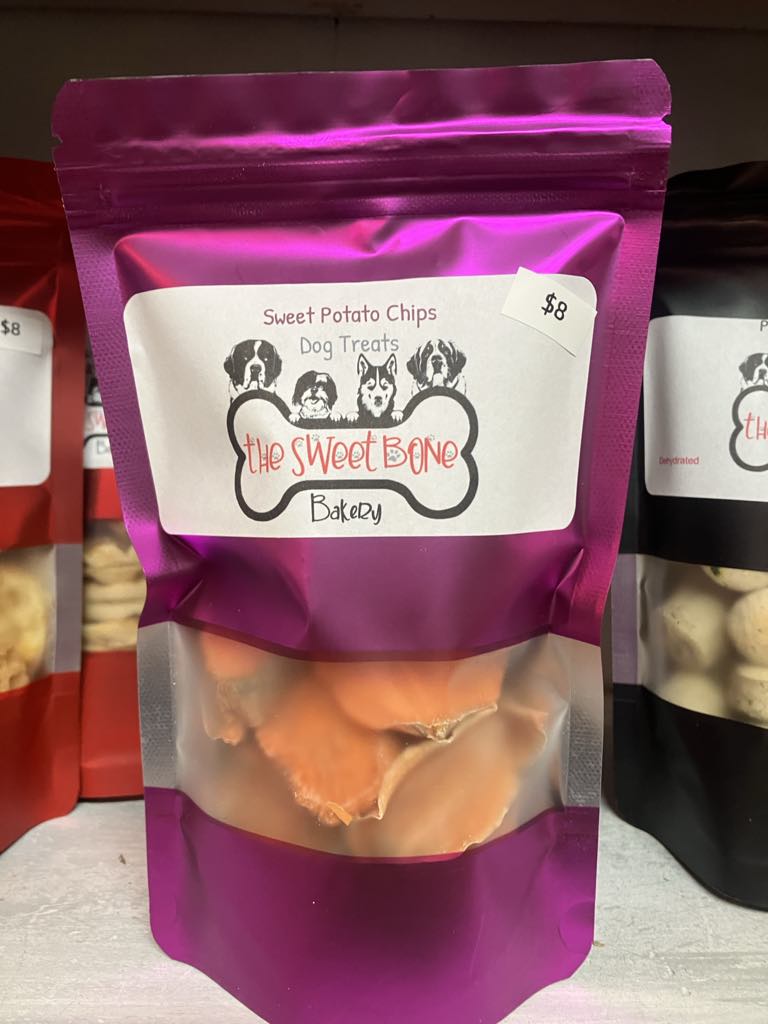 Sweet Potato Chips
$8
Dog Treats
the SWeet BONe
BakeRy
$8
Dehydrated